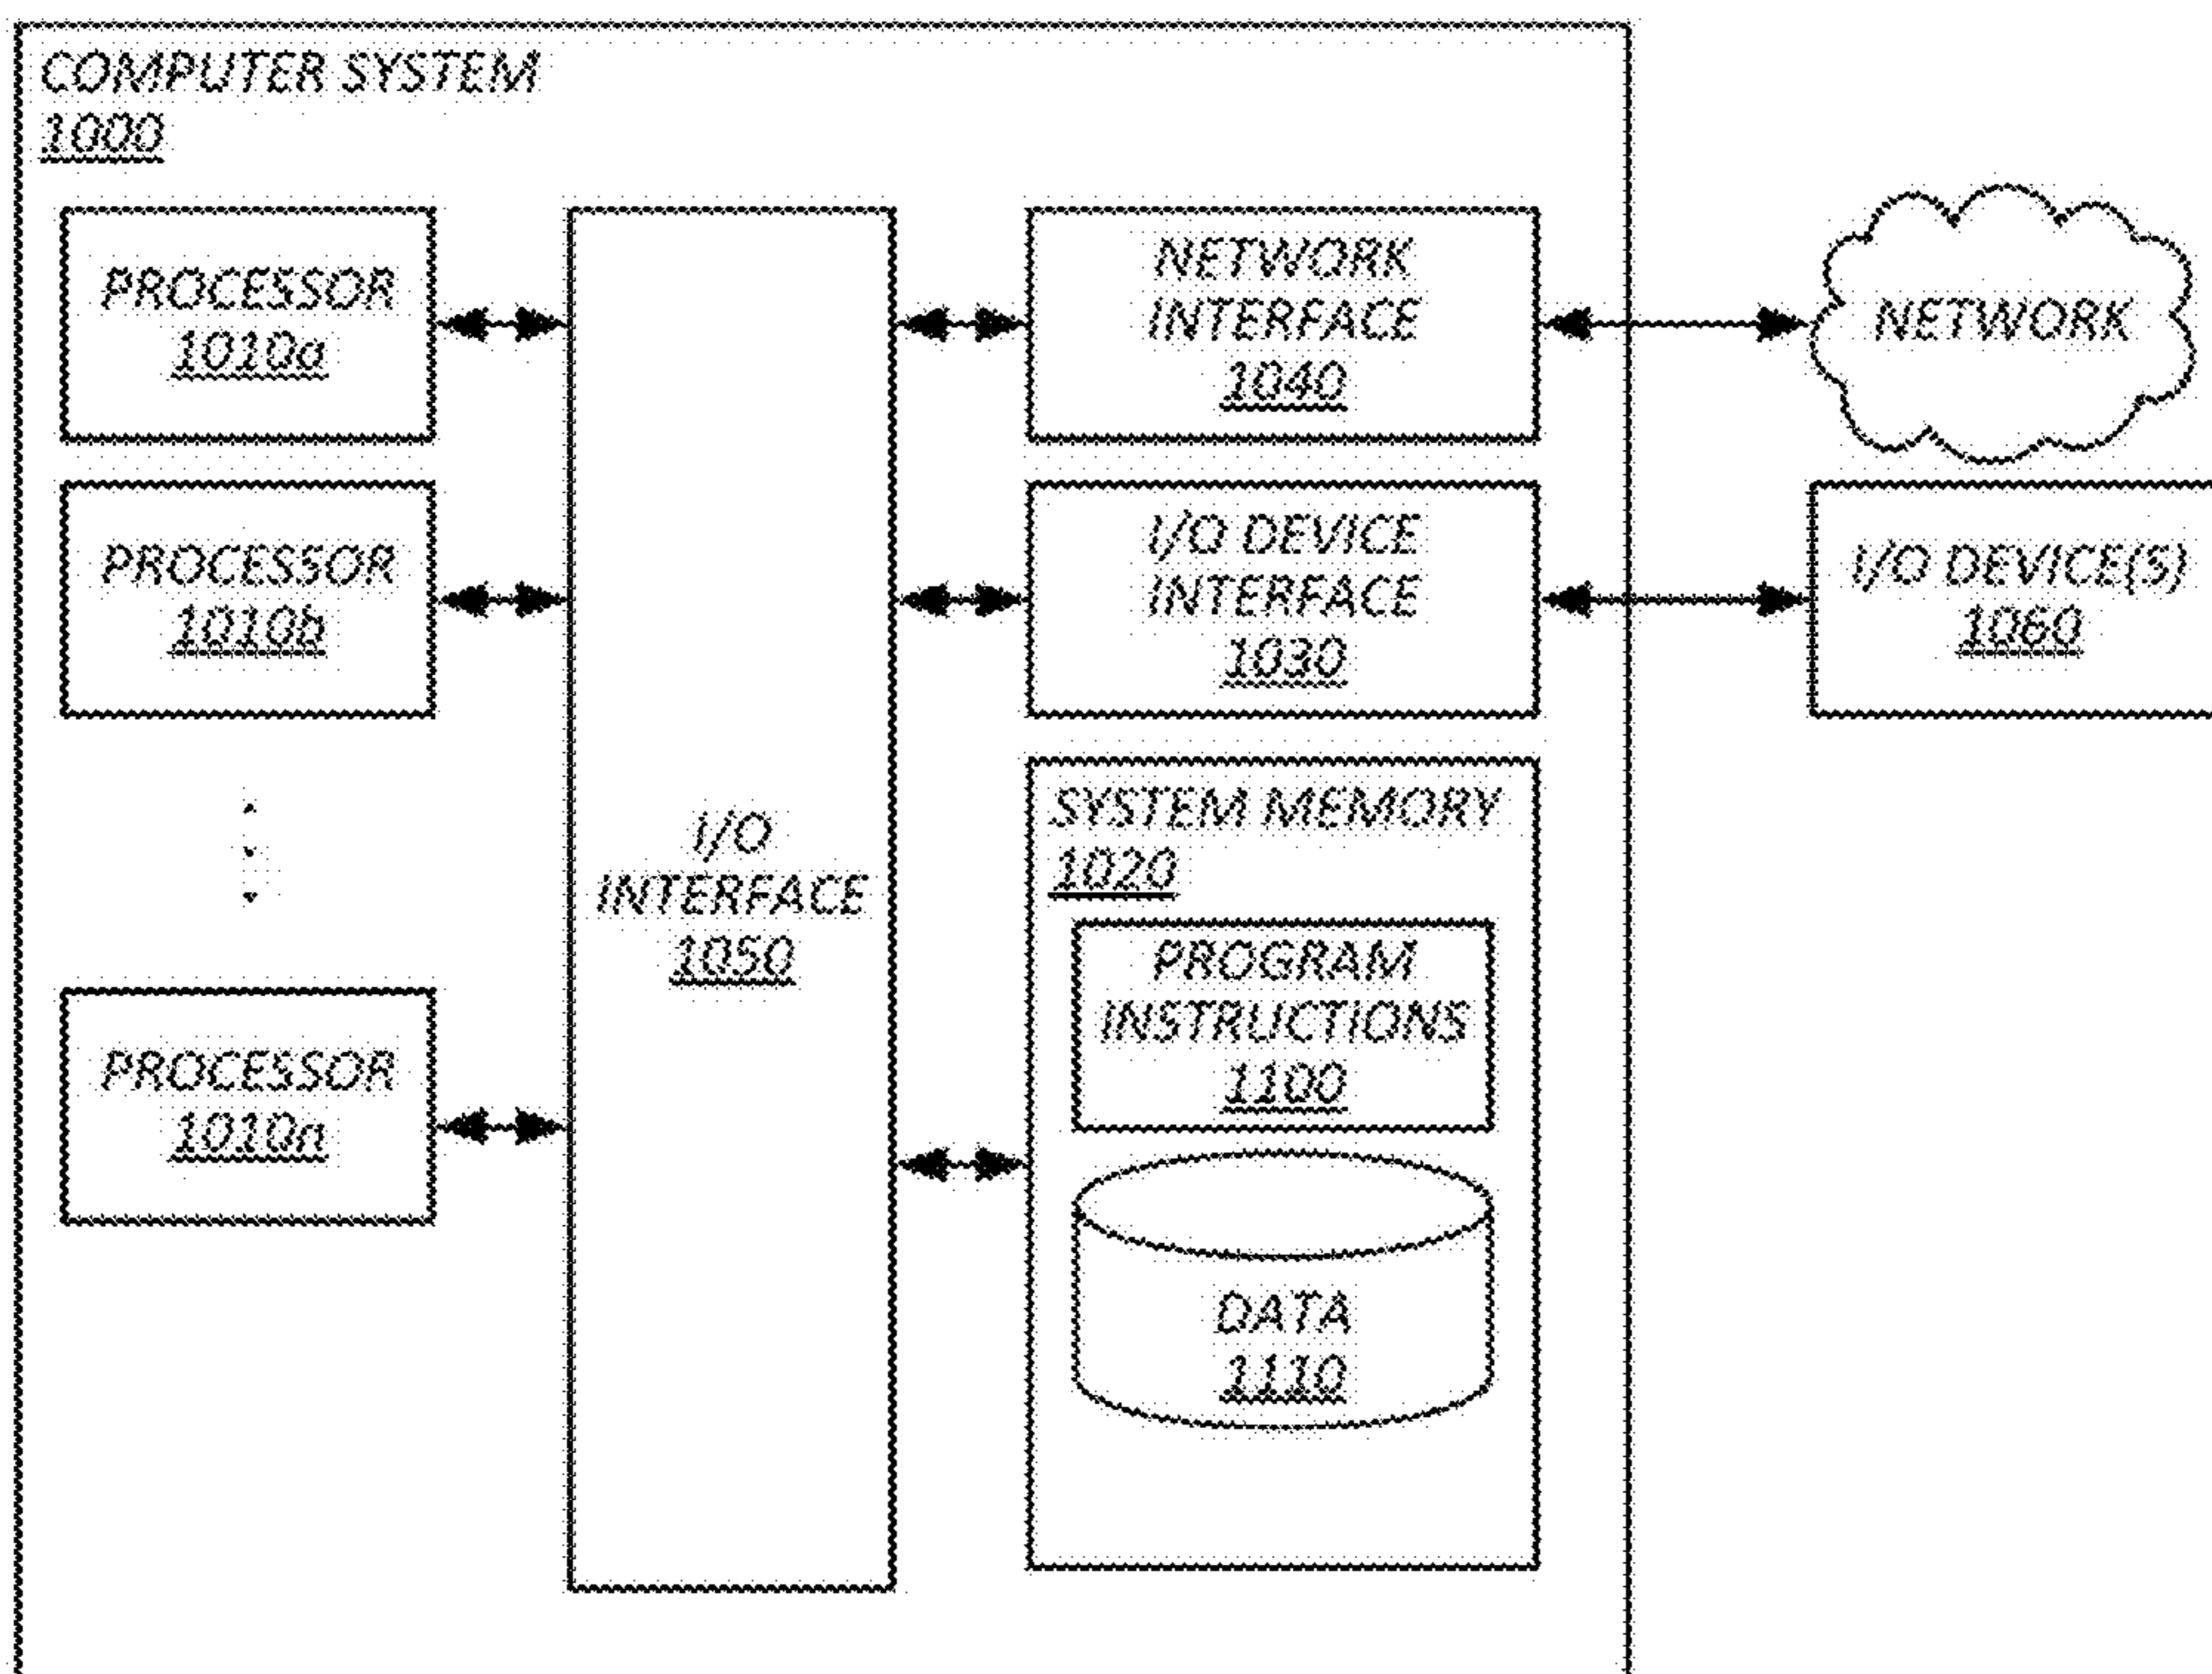 COMPUTER SYSTEM
1000
PROCESSOR
1010a
PROCESSOR
1010b
PROCESSOR
1010n
I/O
INTERFACE
1050
NETWORK
INTERFACE
1040
I/O DEVICE
INTERFACE
1030
SYSTEM MEMORY
1020
PROGRAM
INSTRUCTIONS
1100
DATA
1110
NETWORK
I/O DEVICE(S)
1060